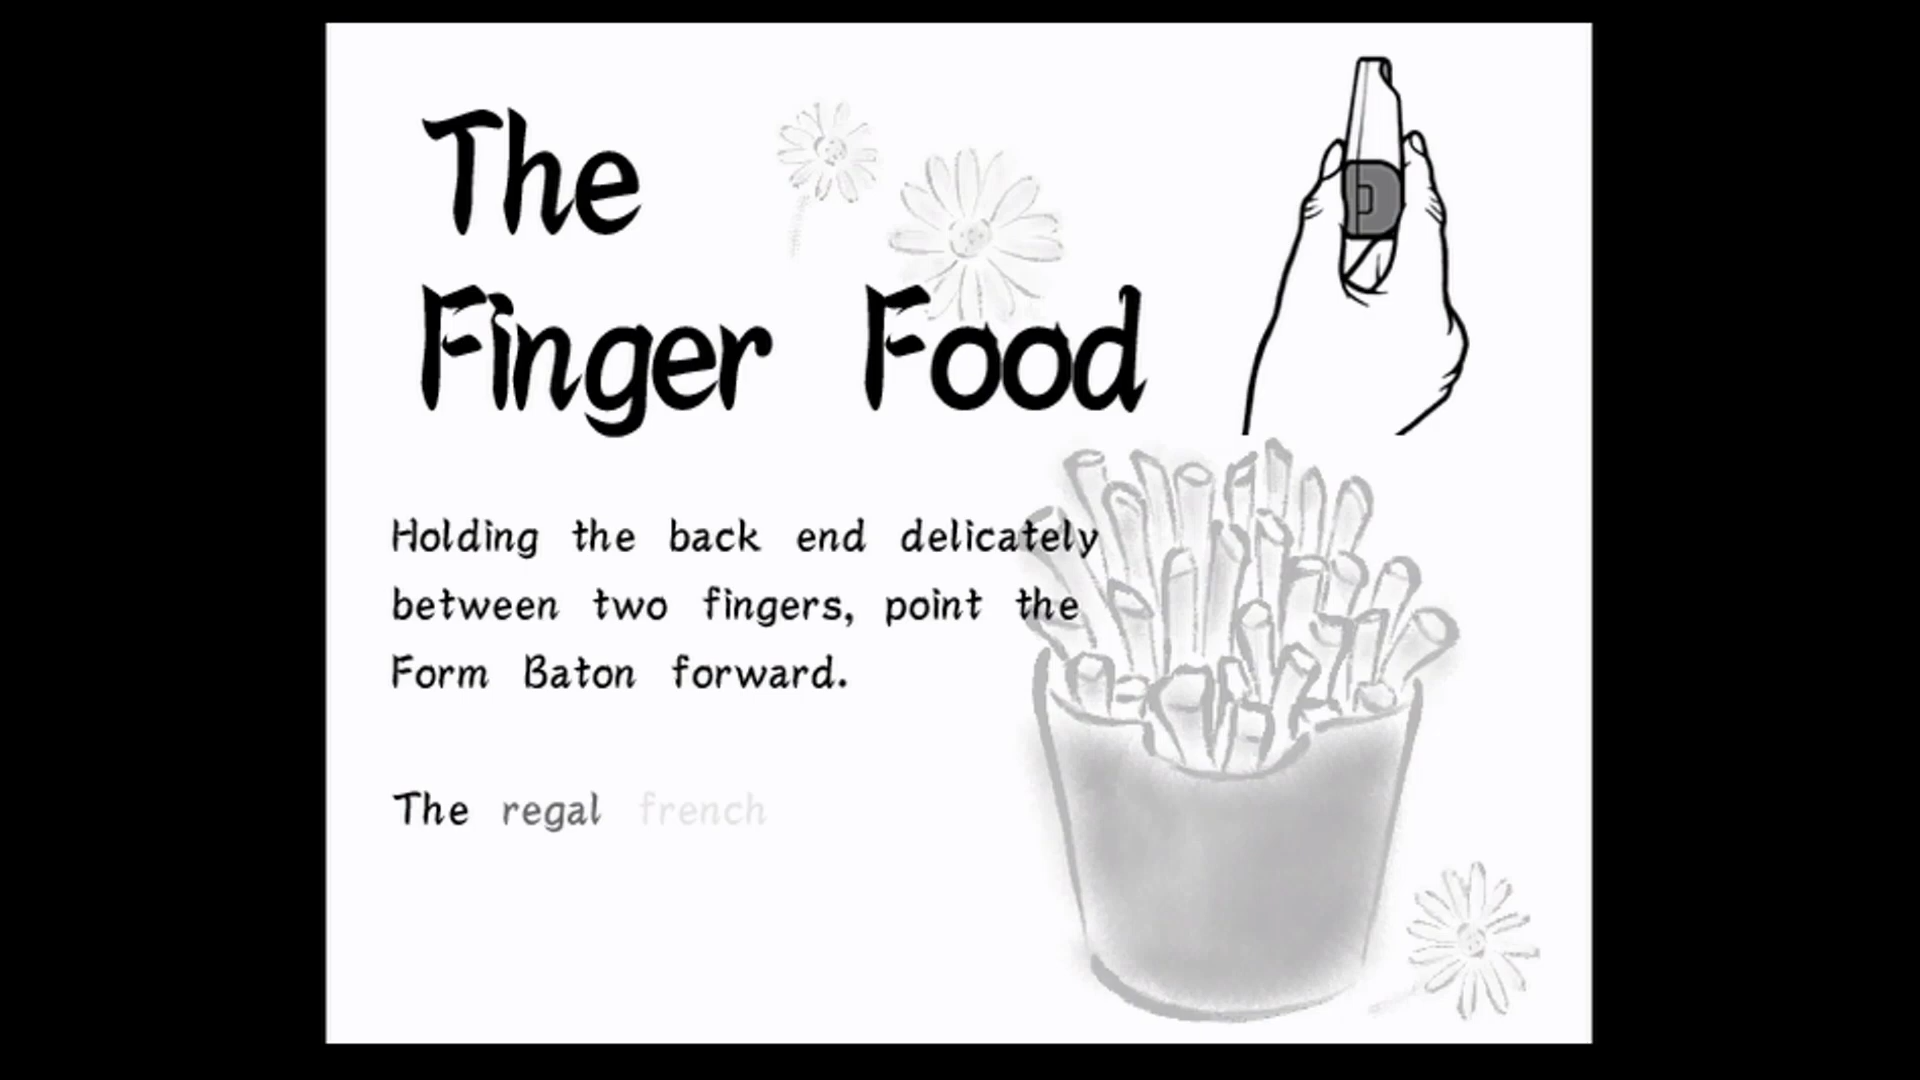 The
Finger Food
Holding the back end delicately
between two fingers, point the
Form Baton forward.
The regal french